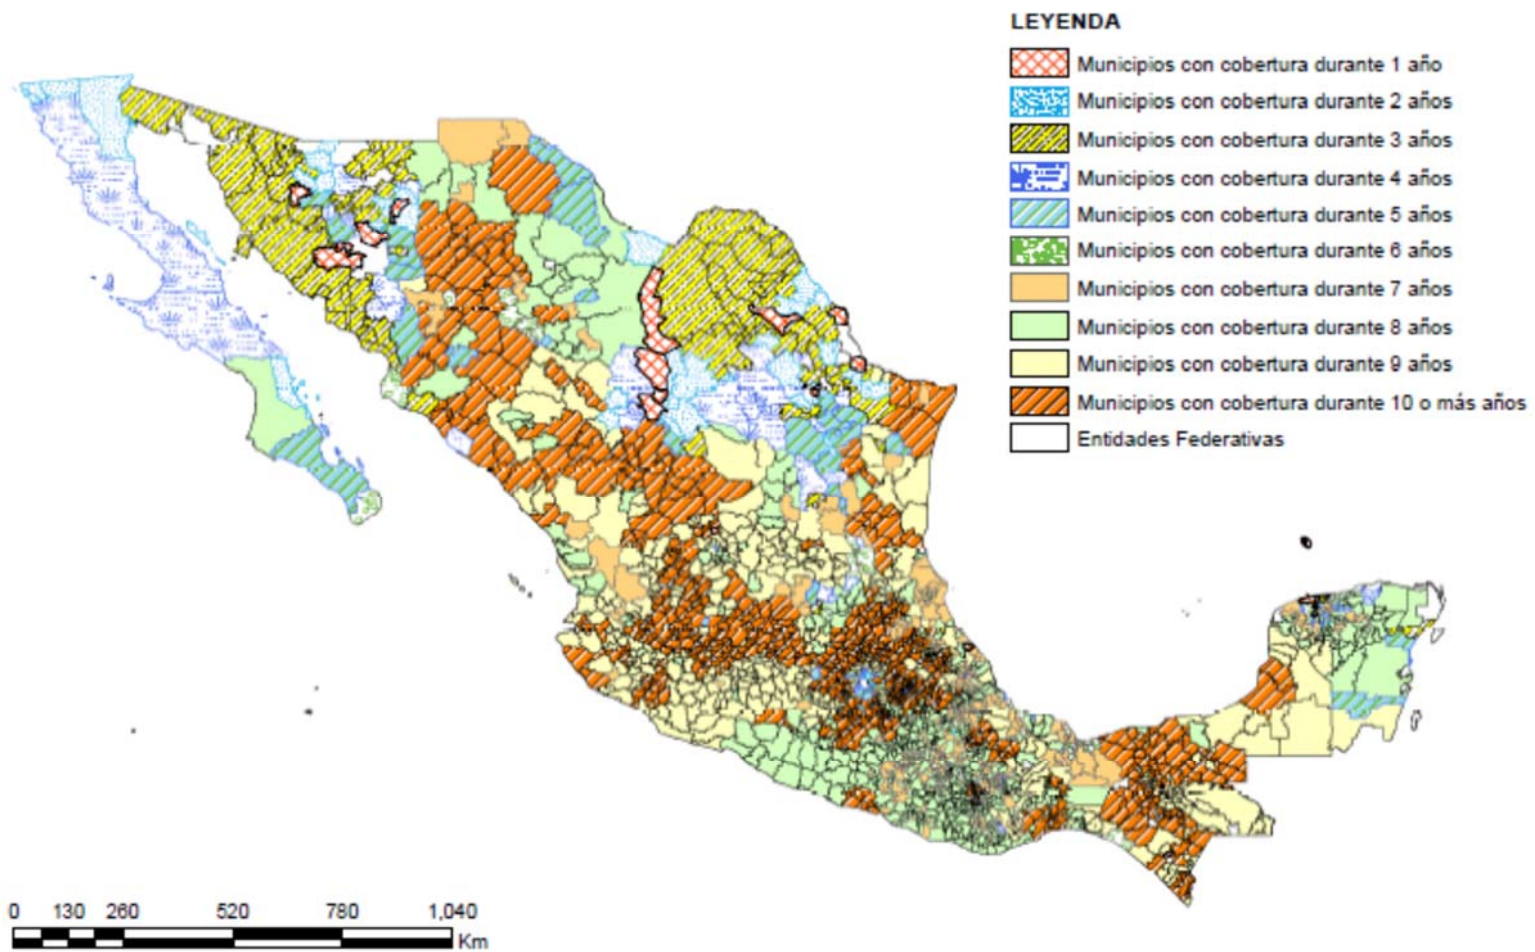 LEYENDA
Municipios con cobertura durante 1 año
Municipios con cobertura durante 2 años
Municipios con cobertura durante 3 años
Municipios con cobertura durante 4 años
Municipios con cobertura durante 5 años
Municipios con cobertura durante 6 años
Municipios con cobertura durante 7 años
Municipios con cobertura durante 8 años
Municipios con cobertura durante 9 años
Municipios con cobertura durante 10 o más años
Entidades Federativas
0 130 260 520 780 1,040
Km